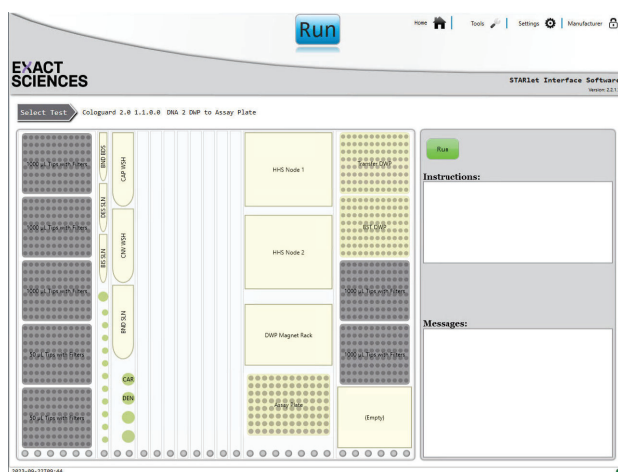 Run
Home Tools Settings Manufacturer
EXACT
SCIENCES
STARlet Interface Software
Version: 2.2.1
Select Test Cologuard 2.0 1.1.0.0 DNA 2 DWP to Assay Plate
1000 µL Tips with Filters
1000 µL Tips with Filters
1000 µL Tips with Filters
50 µL Tips with Filters
50 µL Tips with Filters
BND BDS
DES SLN
BIS SLN
CAP WSH
CNV WSH
BND SLN
CAR
DEN
HHS Node 1
HHS Node 2
DWP Magnet Rack
Assay Plate
Transfer DWP
BST DWP
1000 µL Tips with Filters
1000 µL Tips with Filters
(Empty)
Run
Instructions:
Messages: